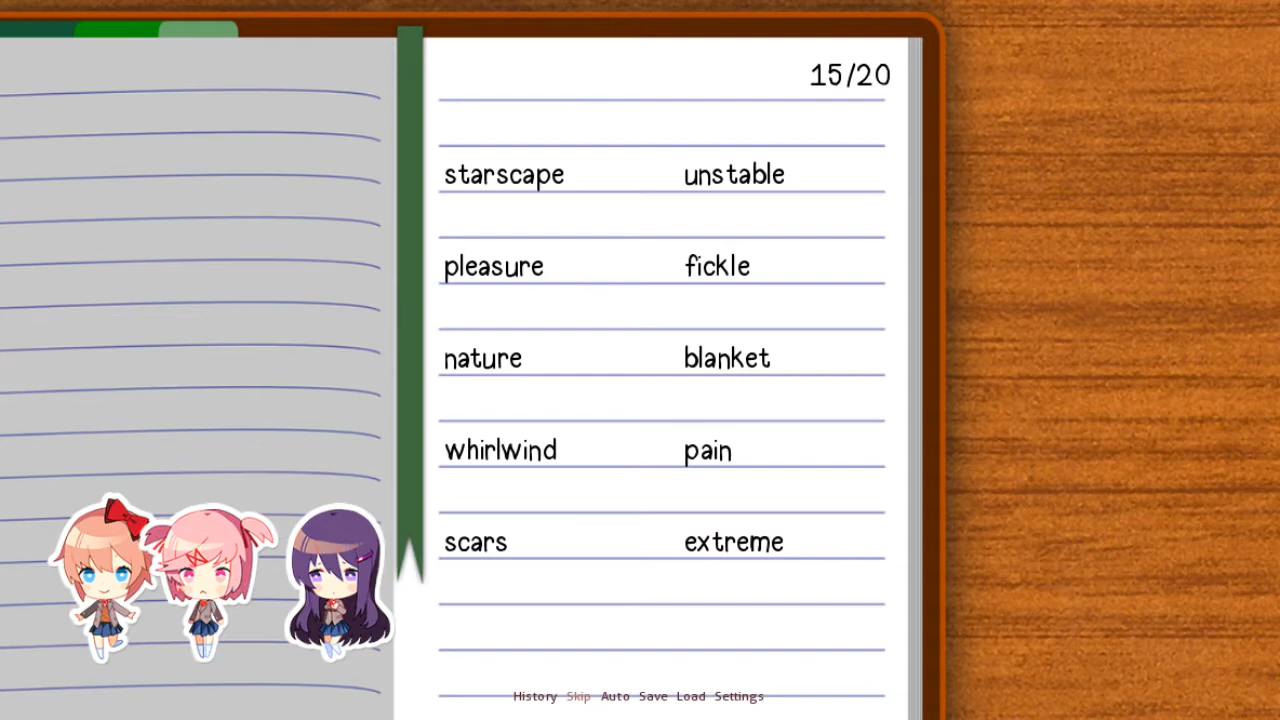 15/20
starscape unstable
pleasure fickle
nature blanket
whirlwind pain
scars extreme
History Skip Auto Save Load Settings